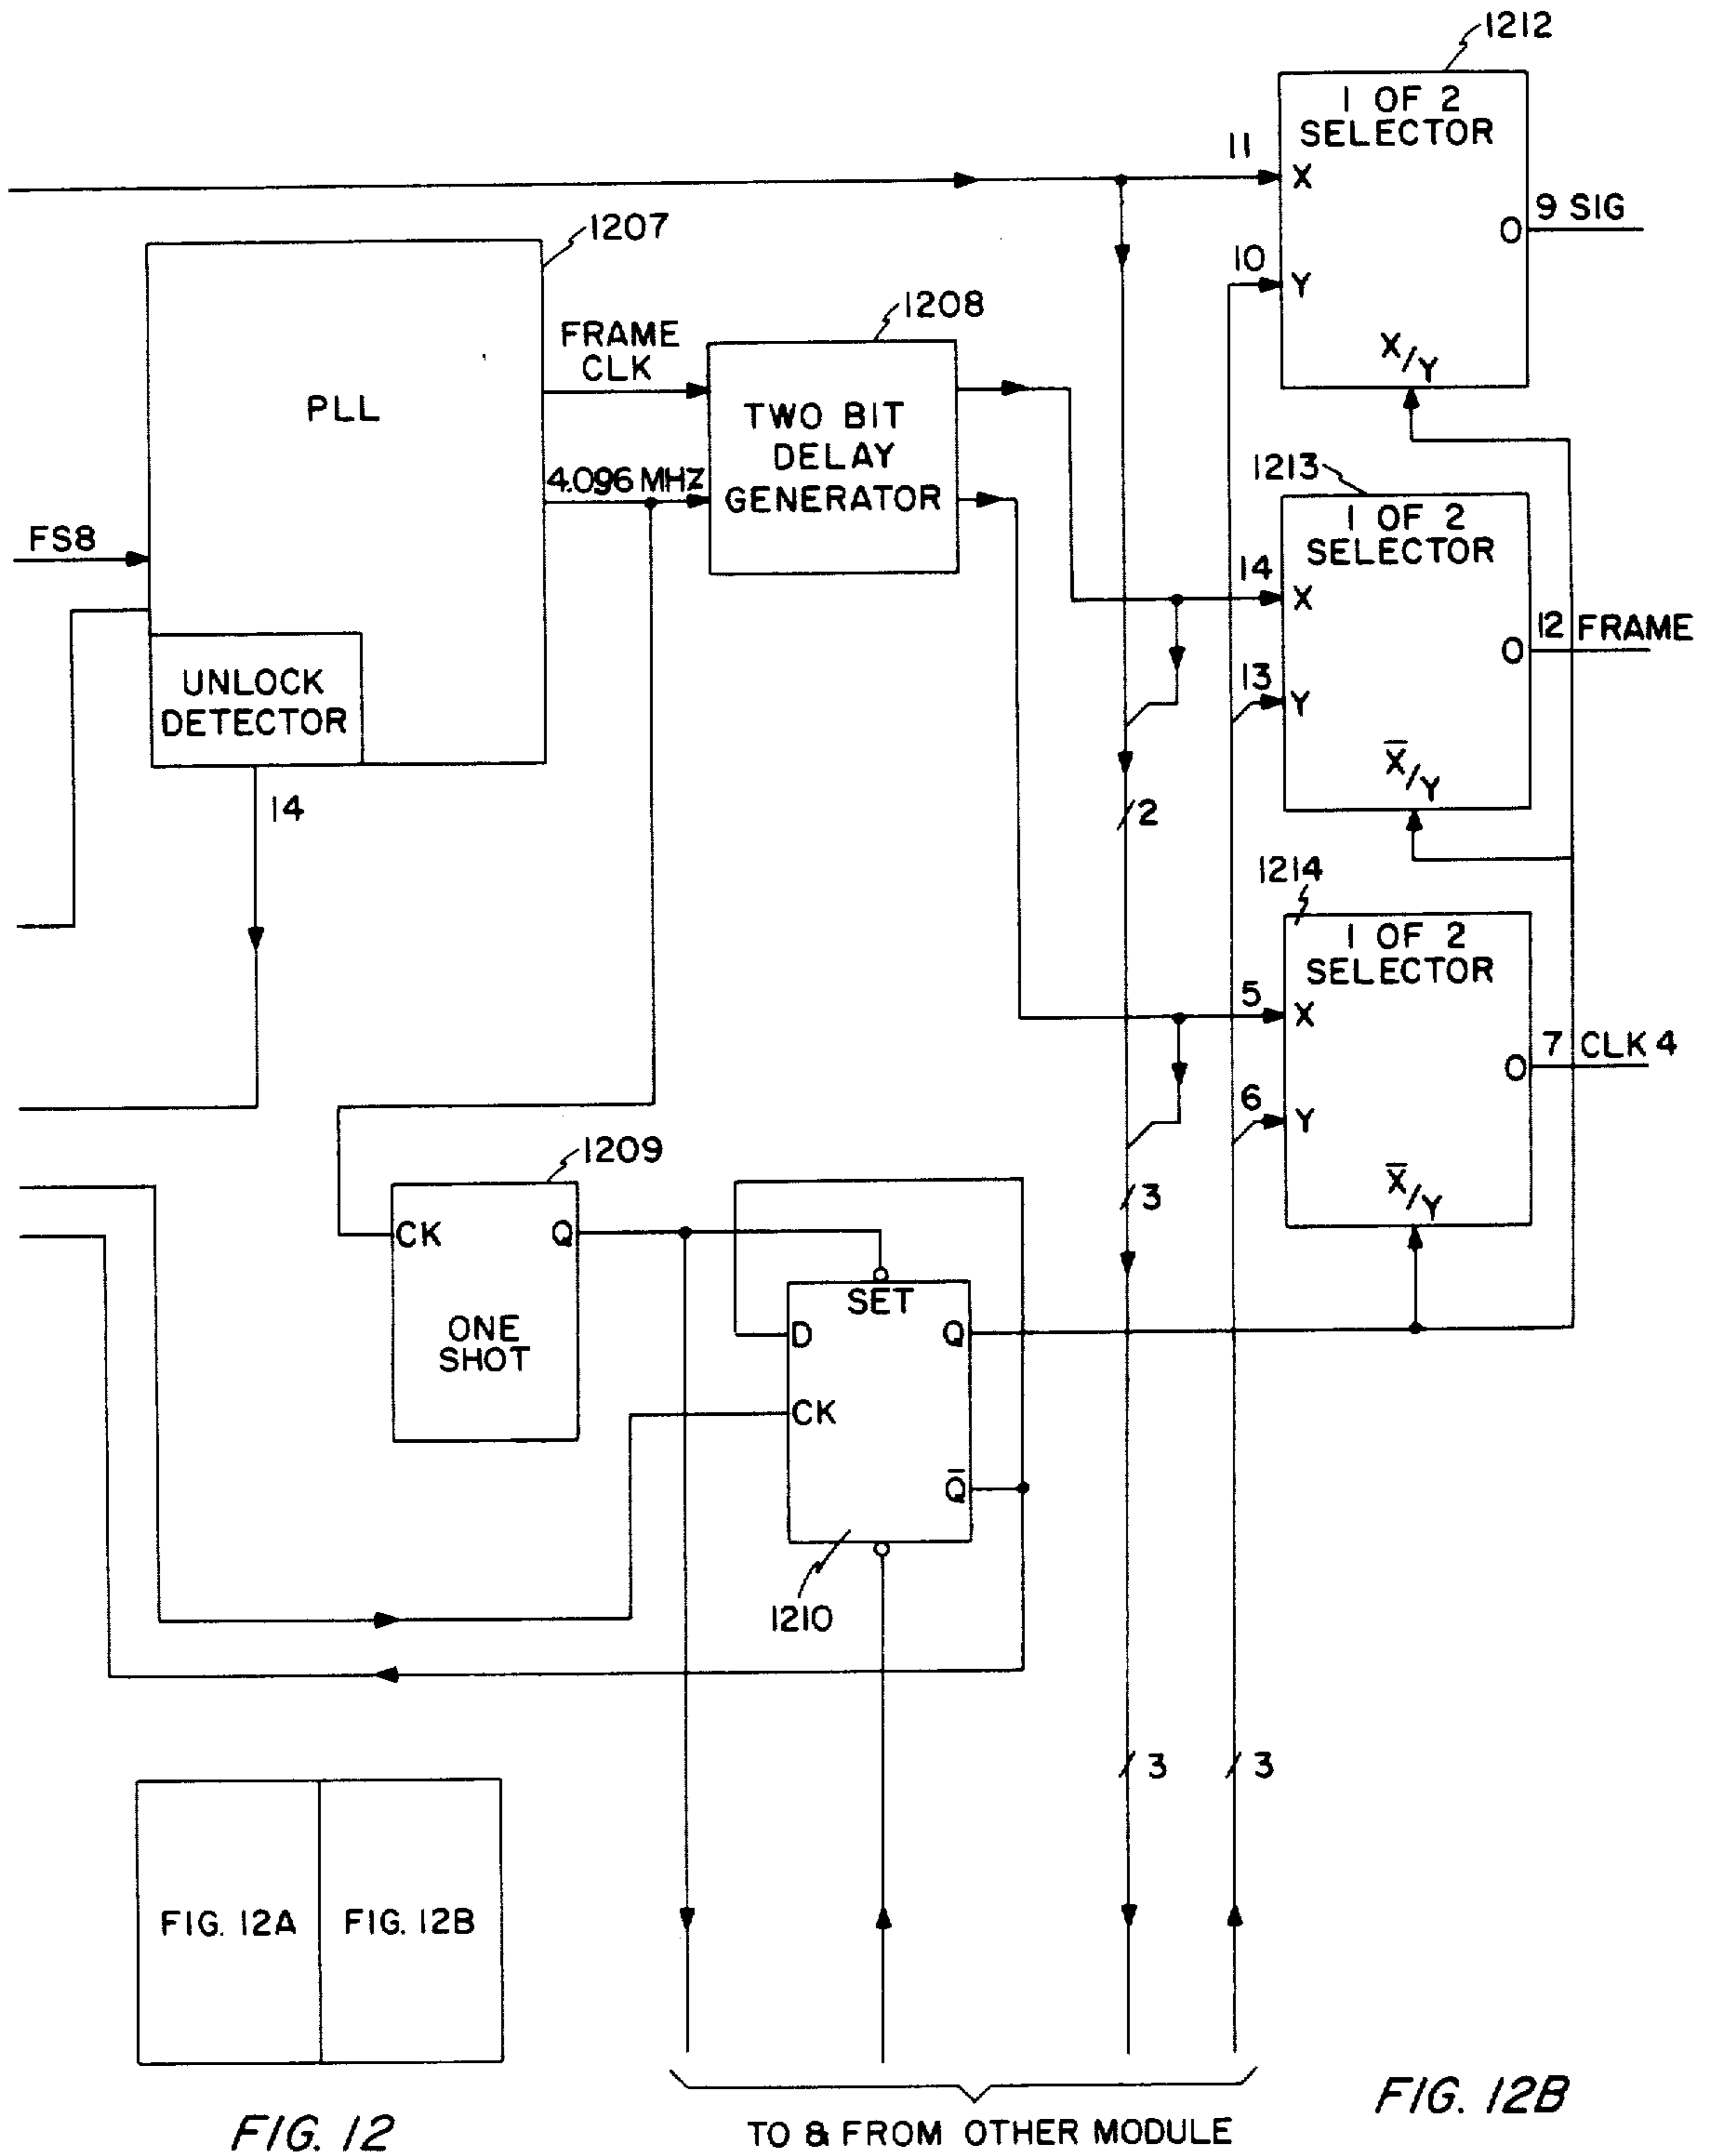 1212
1 OF 2
SELECTOR
11
X
9 SIG
O
10
Y
X/Y
1207
PLL
FRAME
CLK
4.096 MHZ
1208
TWO BIT
DELAY
GENERATOR
FS8
UNLOCK
DETECTOR
14
1213
1 OF 2
SELECTOR
14
X
12 FRAME
O
13
Y
X̅/Y
2
1214
1 OF 2
SELECTOR
5
X
7 CLK 4
O
6
Y
X̅/Y
3
1209
CK
Q
ONE
SHOT
SET
D
Q
CK
Q̅
1210
3
3
FIG. 12A
FIG. 12B
FIG. 12
TO & FROM OTHER MODULE
FIG. 12B